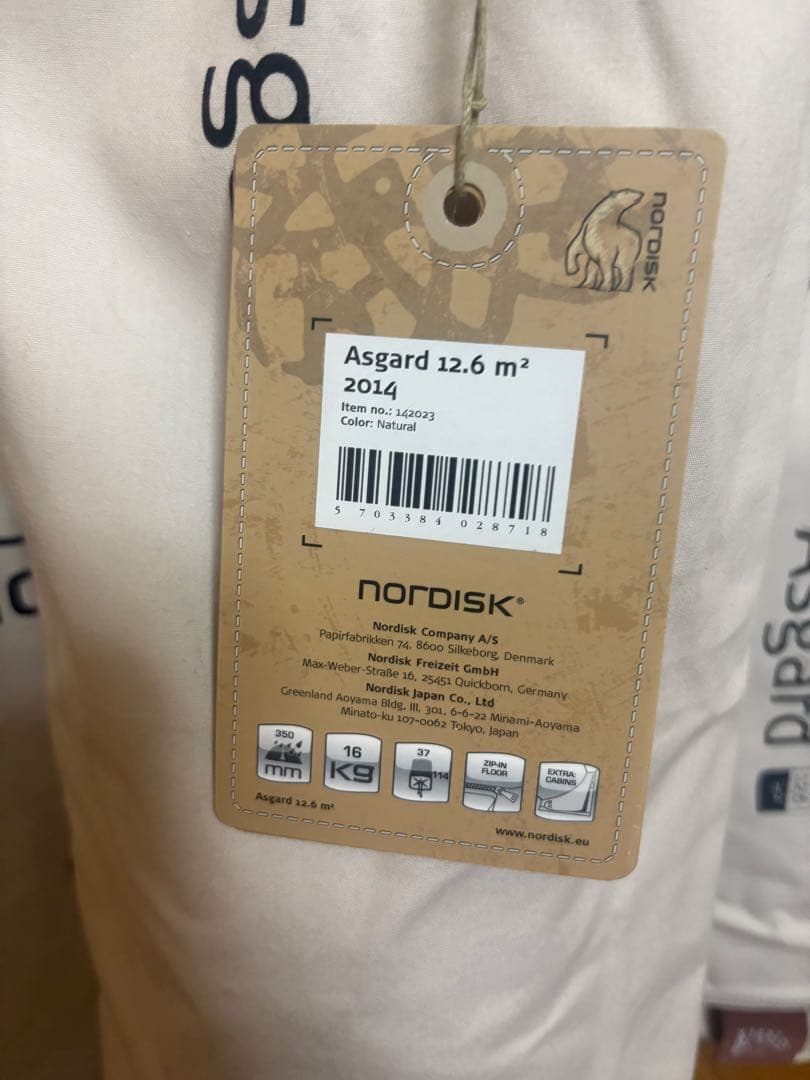 sg
NORDISK
Asgard 12.6 m²
2014
Item no.: 142023
Color: Natural
5 703384 028718
NORDISK®
Nordisk Company A/S
Papirfabrikken 74, 8600 Silkeborg, Denmark
Nordisk Freizeit GmbH
Max-Weber-Straße 16, 25451 Quickborn, Germany
Nordisk Japan Co., Ltd
Greenland Aoyama Bldg. III. 301, 6-6-22 Minami-Aoyama
Minato-ku 107-0062 Tokyo, Japan
350
mm
16
Kg
37
114
ZIP-IN
FLOOR
EXTRA:
CABINS
Asgard 12.6 m²
www.nordisk.eu
Asgard